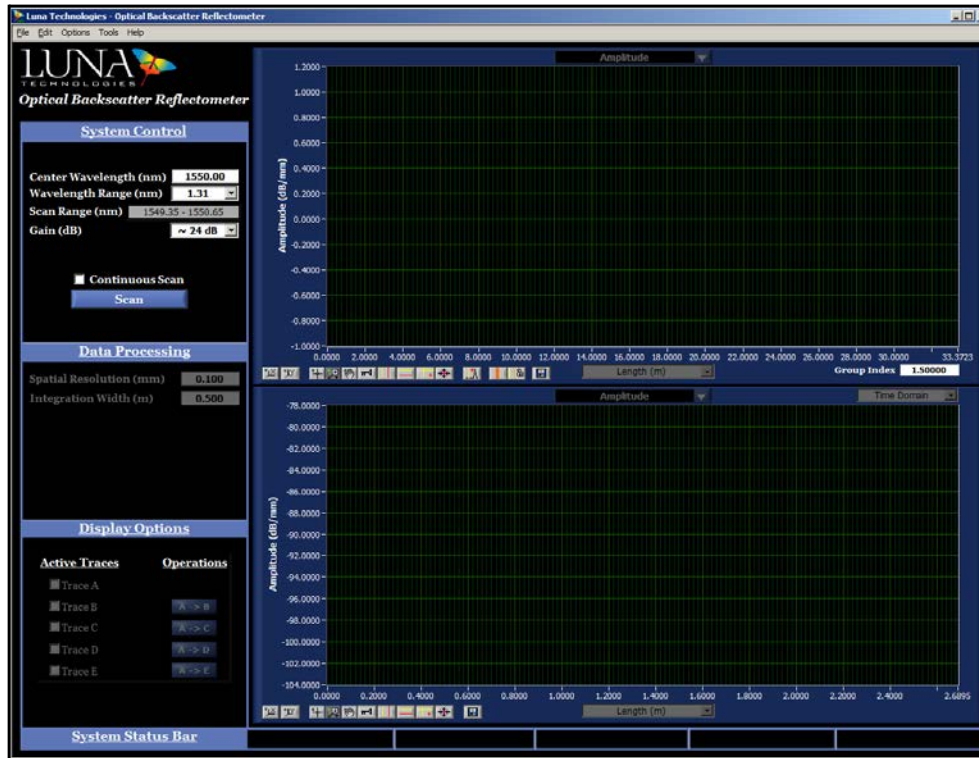 Luna Technologies - Optical Backscatter Reflectometer
File Edit Options Tools Help
LUNA
TECHNOLOGIES
Optical Backscatter Reflectometer
System Control
Center Wavelength (nm) 1550.00
Wavelength Range (nm) 1.31
Scan Range (nm) 1549.35 - 1550.65
Gain (dB) ~ 24 dB
Continuous Scan
Scan
Data Processing
Spatial Resolution (mm) 0.100
Integration Width (m) 0.500
Display Options
Active Traces Operations
Trace A
Trace B A -> B
Trace C A -> C
Trace D A -> D
Trace E A -> E
System Status Bar
Amplitude
Amplitude (dB/mm)
1.2000
1.0000
0.8000
0.6000
0.4000
0.2000
0.0000
-0.2000
-0.4000
-0.6000
-0.8000
-1.0000
0.0000 2.0000 4.0000 6.0000 8.0000 10.0000 12.0000 14.0000 16.0000 18.0000 20.0000 22.0000 24.0000 26.0000 28.0000 30.0000 33.3723
Length (m)
Group Index 1.50000
Amplitude
Time Domain
Amplitude (dB/mm)
-78.0000
-80.0000
-82.0000
-84.0000
-86.0000
-88.0000
-90.0000
-92.0000
-94.0000
-96.0000
-98.0000
-100.0000
-102.0000
-104.0000
0.0000 0.2000 0.4000 0.6000 0.8000 1.0000 1.2000 1.4000 1.6000 1.8000 2.0000 2.2000 2.4000 2.6895
Length (m)